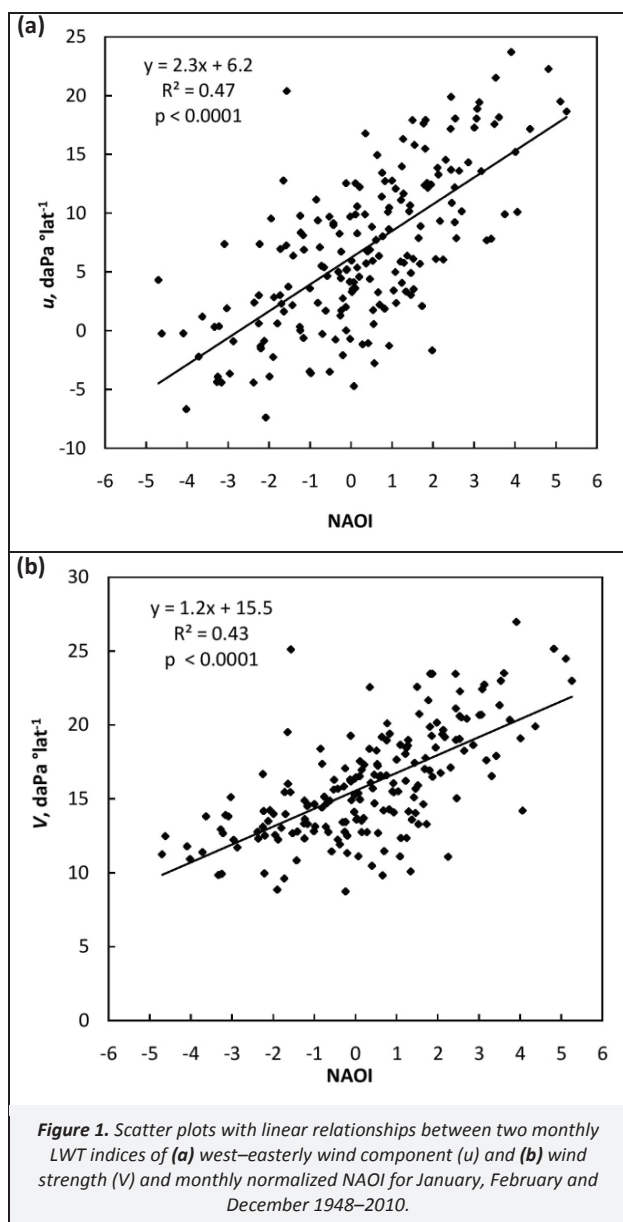 (a)
y = 2.3x + 6.2
R² = 0.47
p < 0.0001
25
20
15
10
5
0
-5
-10
u, daPa °lat⁻¹
-6 -5 -4 -3 -2 -1 0 1 2 3 4 5 6
NAOI
(b)
y = 1.2x + 15.5
R² = 0.43
p < 0.0001
30
25
20
15
10
5
0
V, daPa °lat⁻¹
-6 -5 -4 -3 -2 -1 0 1 2 3 4 5 6
NAOI
Figure 1. Scatter plots with linear relationships between two monthly
LWT indices of (a) west–easterly wind component (u) and (b) wind
strength (V) and monthly normalized NAOI for January, February and
December 1948–2010.